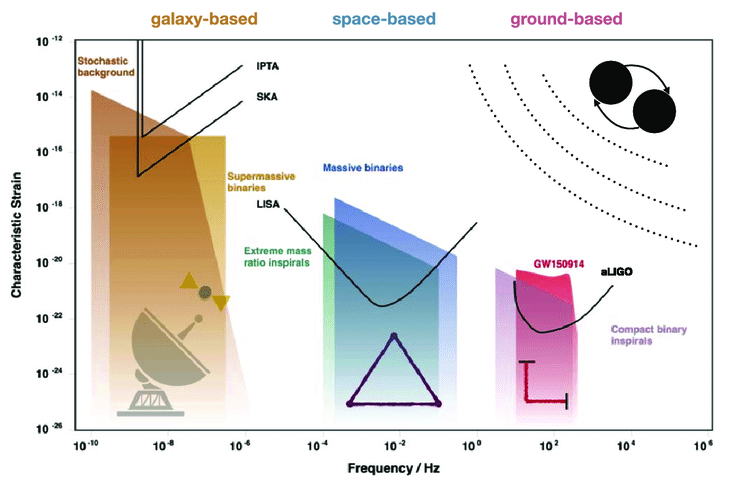 galaxy-based space-based ground-based
10⁻¹²
Stochastic
background
IPTA
SKA
10⁻¹⁴
10⁻¹⁶
Supermassive
binaries
Massive binaries
LISA
10⁻¹⁸
Extreme mass
ratio inspirals
GW150914
aLIGO
10⁻²⁰
10⁻²²
Compact binary
inspirals
10⁻²⁴
10⁻²⁶
Characteristic Strain
10⁻¹⁰ 10⁻⁸ 10⁻⁶ 10⁻⁴ 10⁻² 10⁰ 10² 10⁴ 10⁶
Frequency / Hz